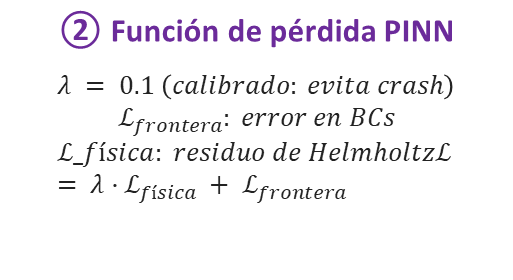 ② Función de pérdida PINN
λ = 0.1 (calibrado: evita crash)
ℒ_frontera: error en BCs
ℒ_física: residuo de Helmholtzℒ
= λ · ℒ_física + ℒ_frontera